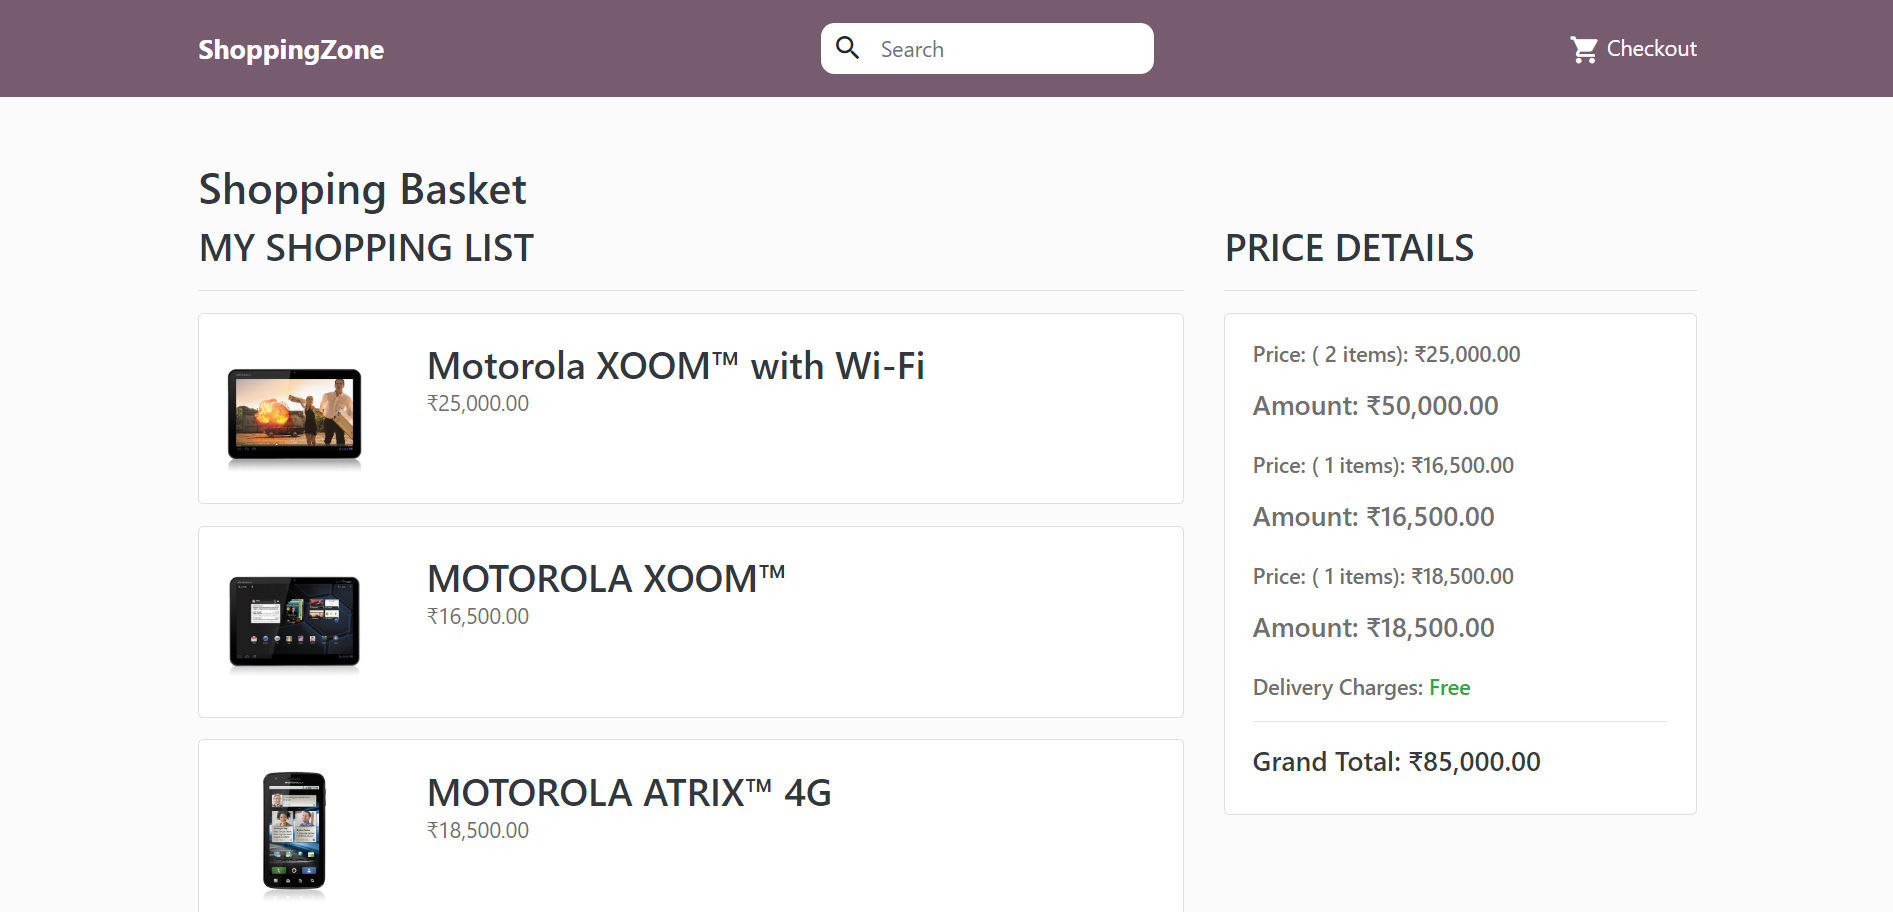 ShoppingZone
Search
Checkout
Shopping Basket
MY SHOPPING LIST
Motorola XOOM™ with Wi-Fi
₹25,000.00
MOTOROLA XOOM™
₹16,500.00
MOTOROLA ATRIX™ 4G
₹18,500.00
PRICE DETAILS
Price: ( 2 items): ₹25,000.00
Amount: ₹50,000.00
Price: ( 1 items): ₹16,500.00
Amount: ₹16,500.00
Price: ( 1 items): ₹18,500.00
Amount: ₹18,500.00
Delivery Charges: Free
Grand Total: ₹85,000.00